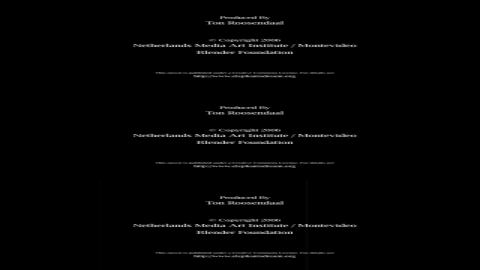 Produced By
Ton Roosendaal
© Copyright 2006
Netherlands Media Art Institute / Montevideo
Blender Foundation
This movie is published under a Creative Commons License. For details see
http://www.elephantsdream.org
Produced By
Ton Roosendaal
© Copyright 2006
Netherlands Media Art Institute / Montevideo
Blender Foundation
This movie is published under a Creative Commons License. For details see
http://www.elephantsdream.org
Produced By
Ton Roosendaal
© Copyright 2006
Netherlands Media Art Institute / Montevideo
Blender Foundation
This movie is published under a Creative Commons License. For details see
http://www.elephantsdream.org